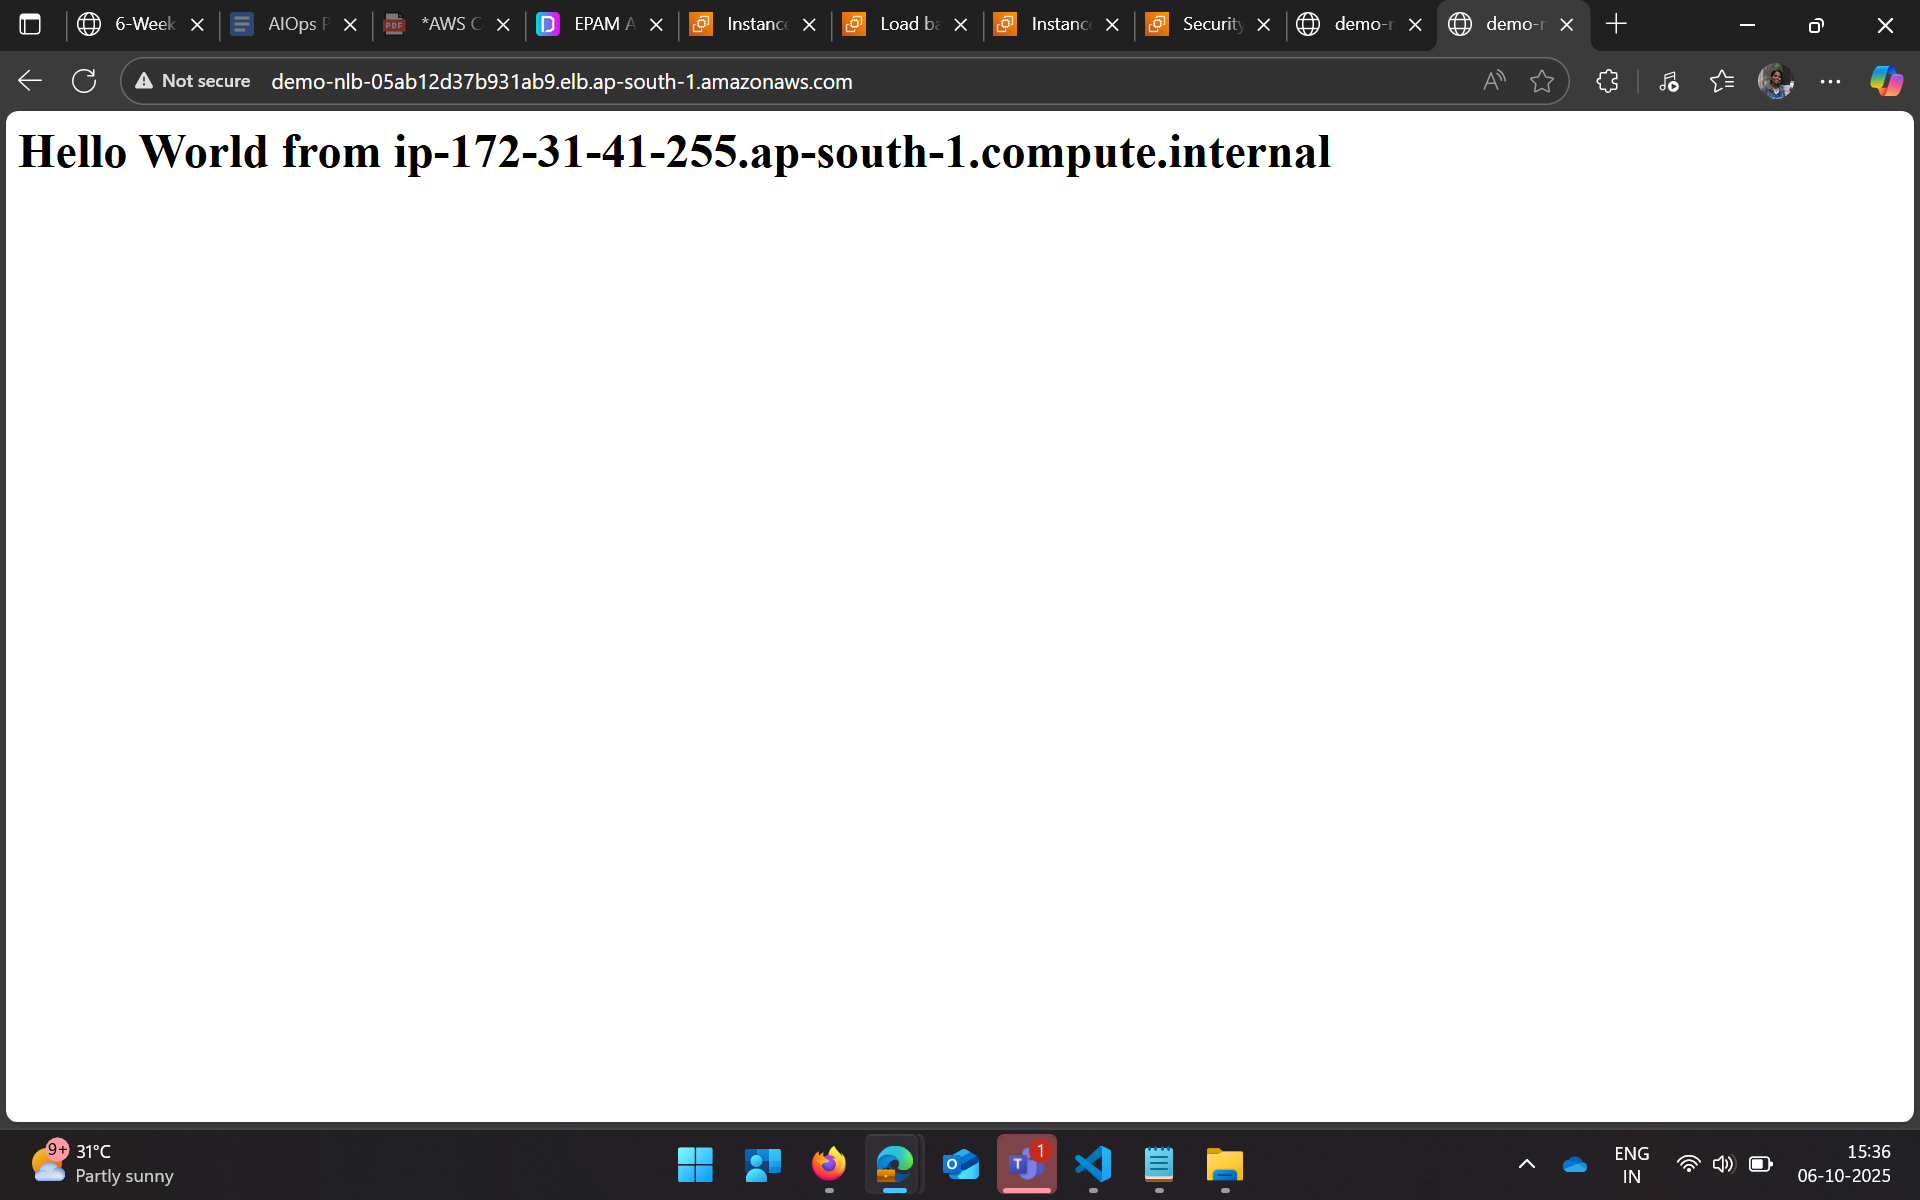 6-Week
AIOps P
*AWS C
EPAM A
Instance
Load ba
Instance
Security
demo-n
demo-n
Not secure
demo-nlb-05ab12d37b931ab9.elb.ap-south-1.amazonaws.com
Hello World from ip-172-31-41-255.ap-south-1.compute.internal
9+
31°C
Partly sunny
1
ENG
IN
15:36
06-10-2025